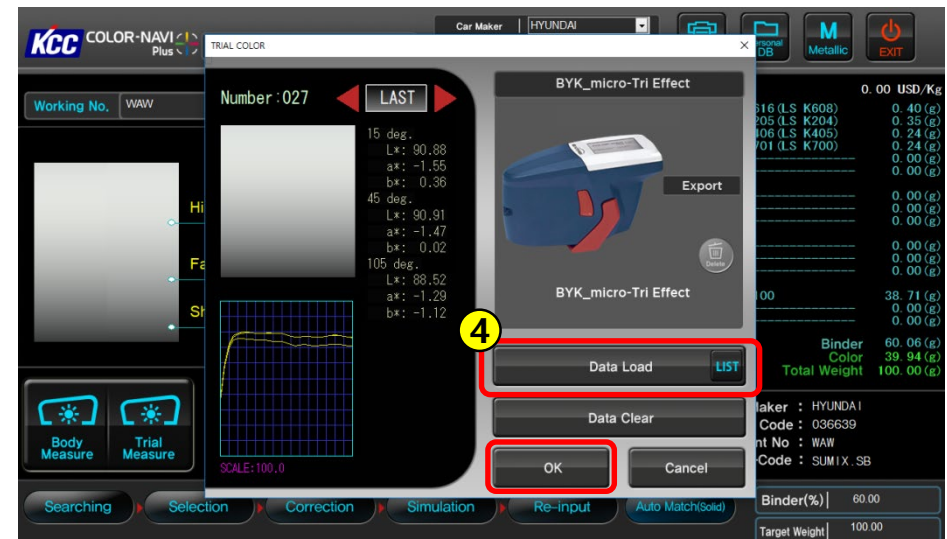 KCC COLOR-NAVI
Plus
Car Maker HYUNDAI
DB
M
Metallic
EXIT
TRIAL COLOR
Working No. WAW
Number:027 LAST
15 deg.
L*: 90.88
a*: -1.55
b*: 0.36
45 deg.
L*: 90.91
a*: -1.47
b*: 0.02
105 deg.
L*: 88.52
a*: -1.29
b*: -1.12
SCALE:100.0
BYK_micro-Tri Effect
Export
Delete
BYK_micro-Tri Effect
4
Data Load LIST
Data Clear
OK Cancel
0.00 USD/Kg
616(LS K608) 0.40(g)
205(LS K204) 0.35(g)
406(LS K405) 0.24(g)
701(LS K700) 0.24(g)
0.00(g)
0.00(g)
0.00(g)
0.00(g)
0.00(g)
0.00(g)
0.00(g)
0.00(g)
100 38.71(g)
0.00(g)
0.00(g)
Binder 60.06(g)
Color 39.94(g)
Total Weight 100.00(g)
Maker : HYUNDAI
Code : 036639
nt No : WAW
Code : SUMIX.SB
Hi
Fa
Sh
Body
Measure
Trial
Measure
Searching Selection Correction Simulation Re-input Auto Match(Solid)
Binder(%) 60.00
Target Weight 100.00